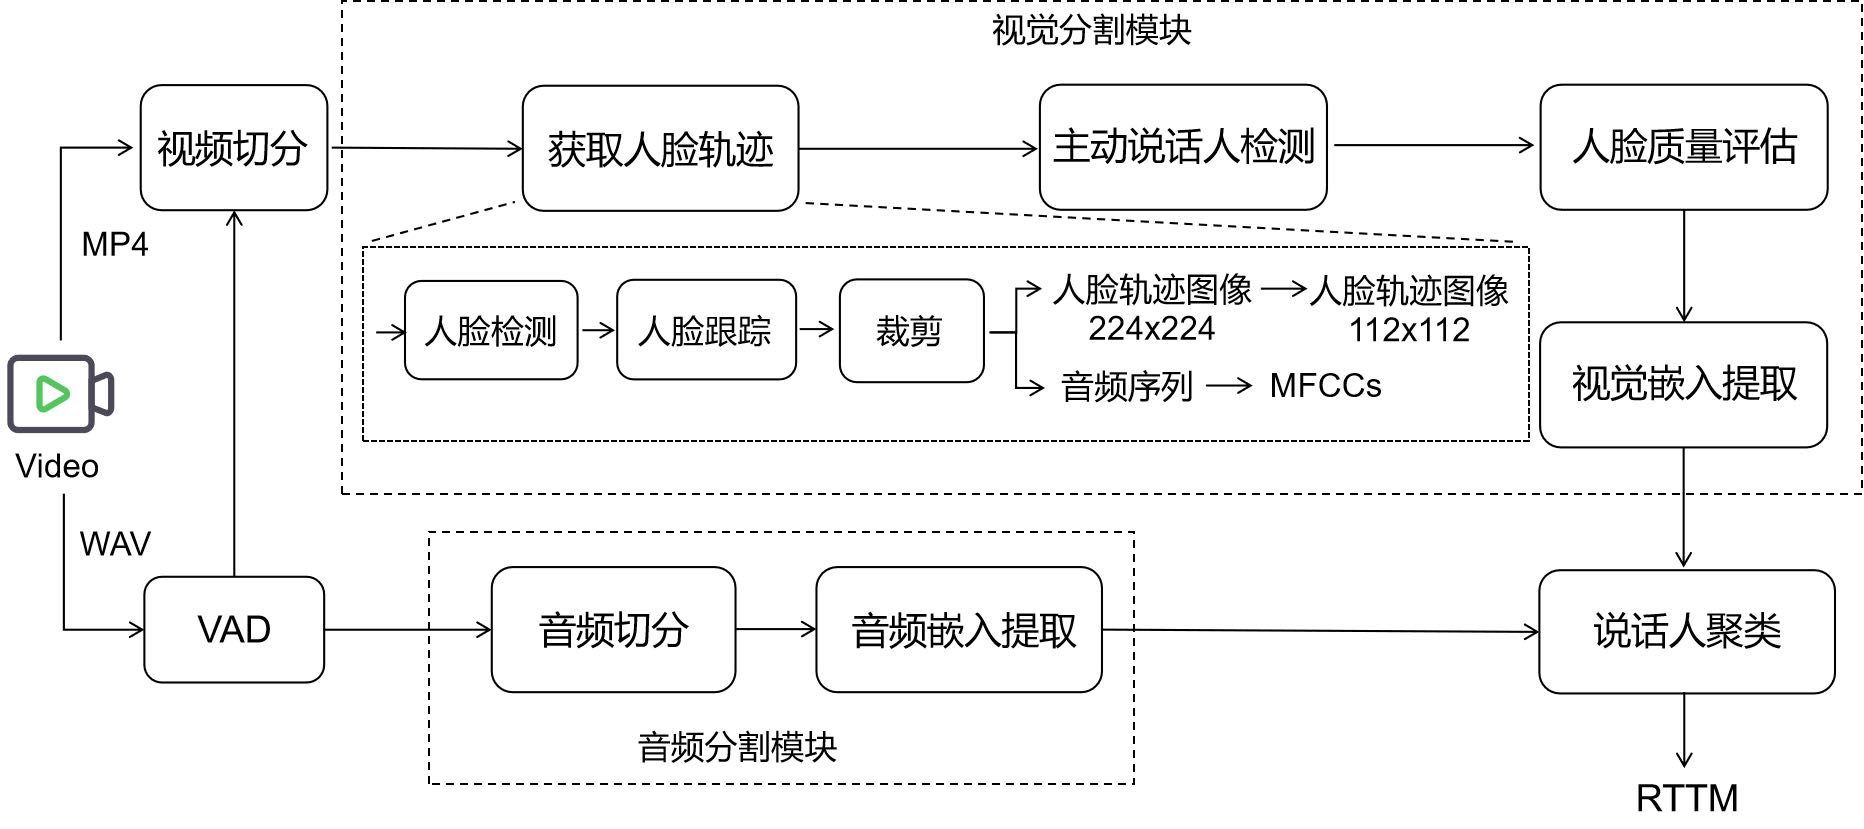 视觉分割模块
视频切分
获取人脸轨迹
主动说话人检测
人脸质量评估
MP4
人脸检测
人脸跟踪
裁剪
人脸轨迹图像
224x224
人脸轨迹图像
112x112
音频序列
MFCCs
视觉嵌入提取
Video
WAV
VAD
音频切分
音频嵌入提取
说话人聚类
音频分割模块
RTTM